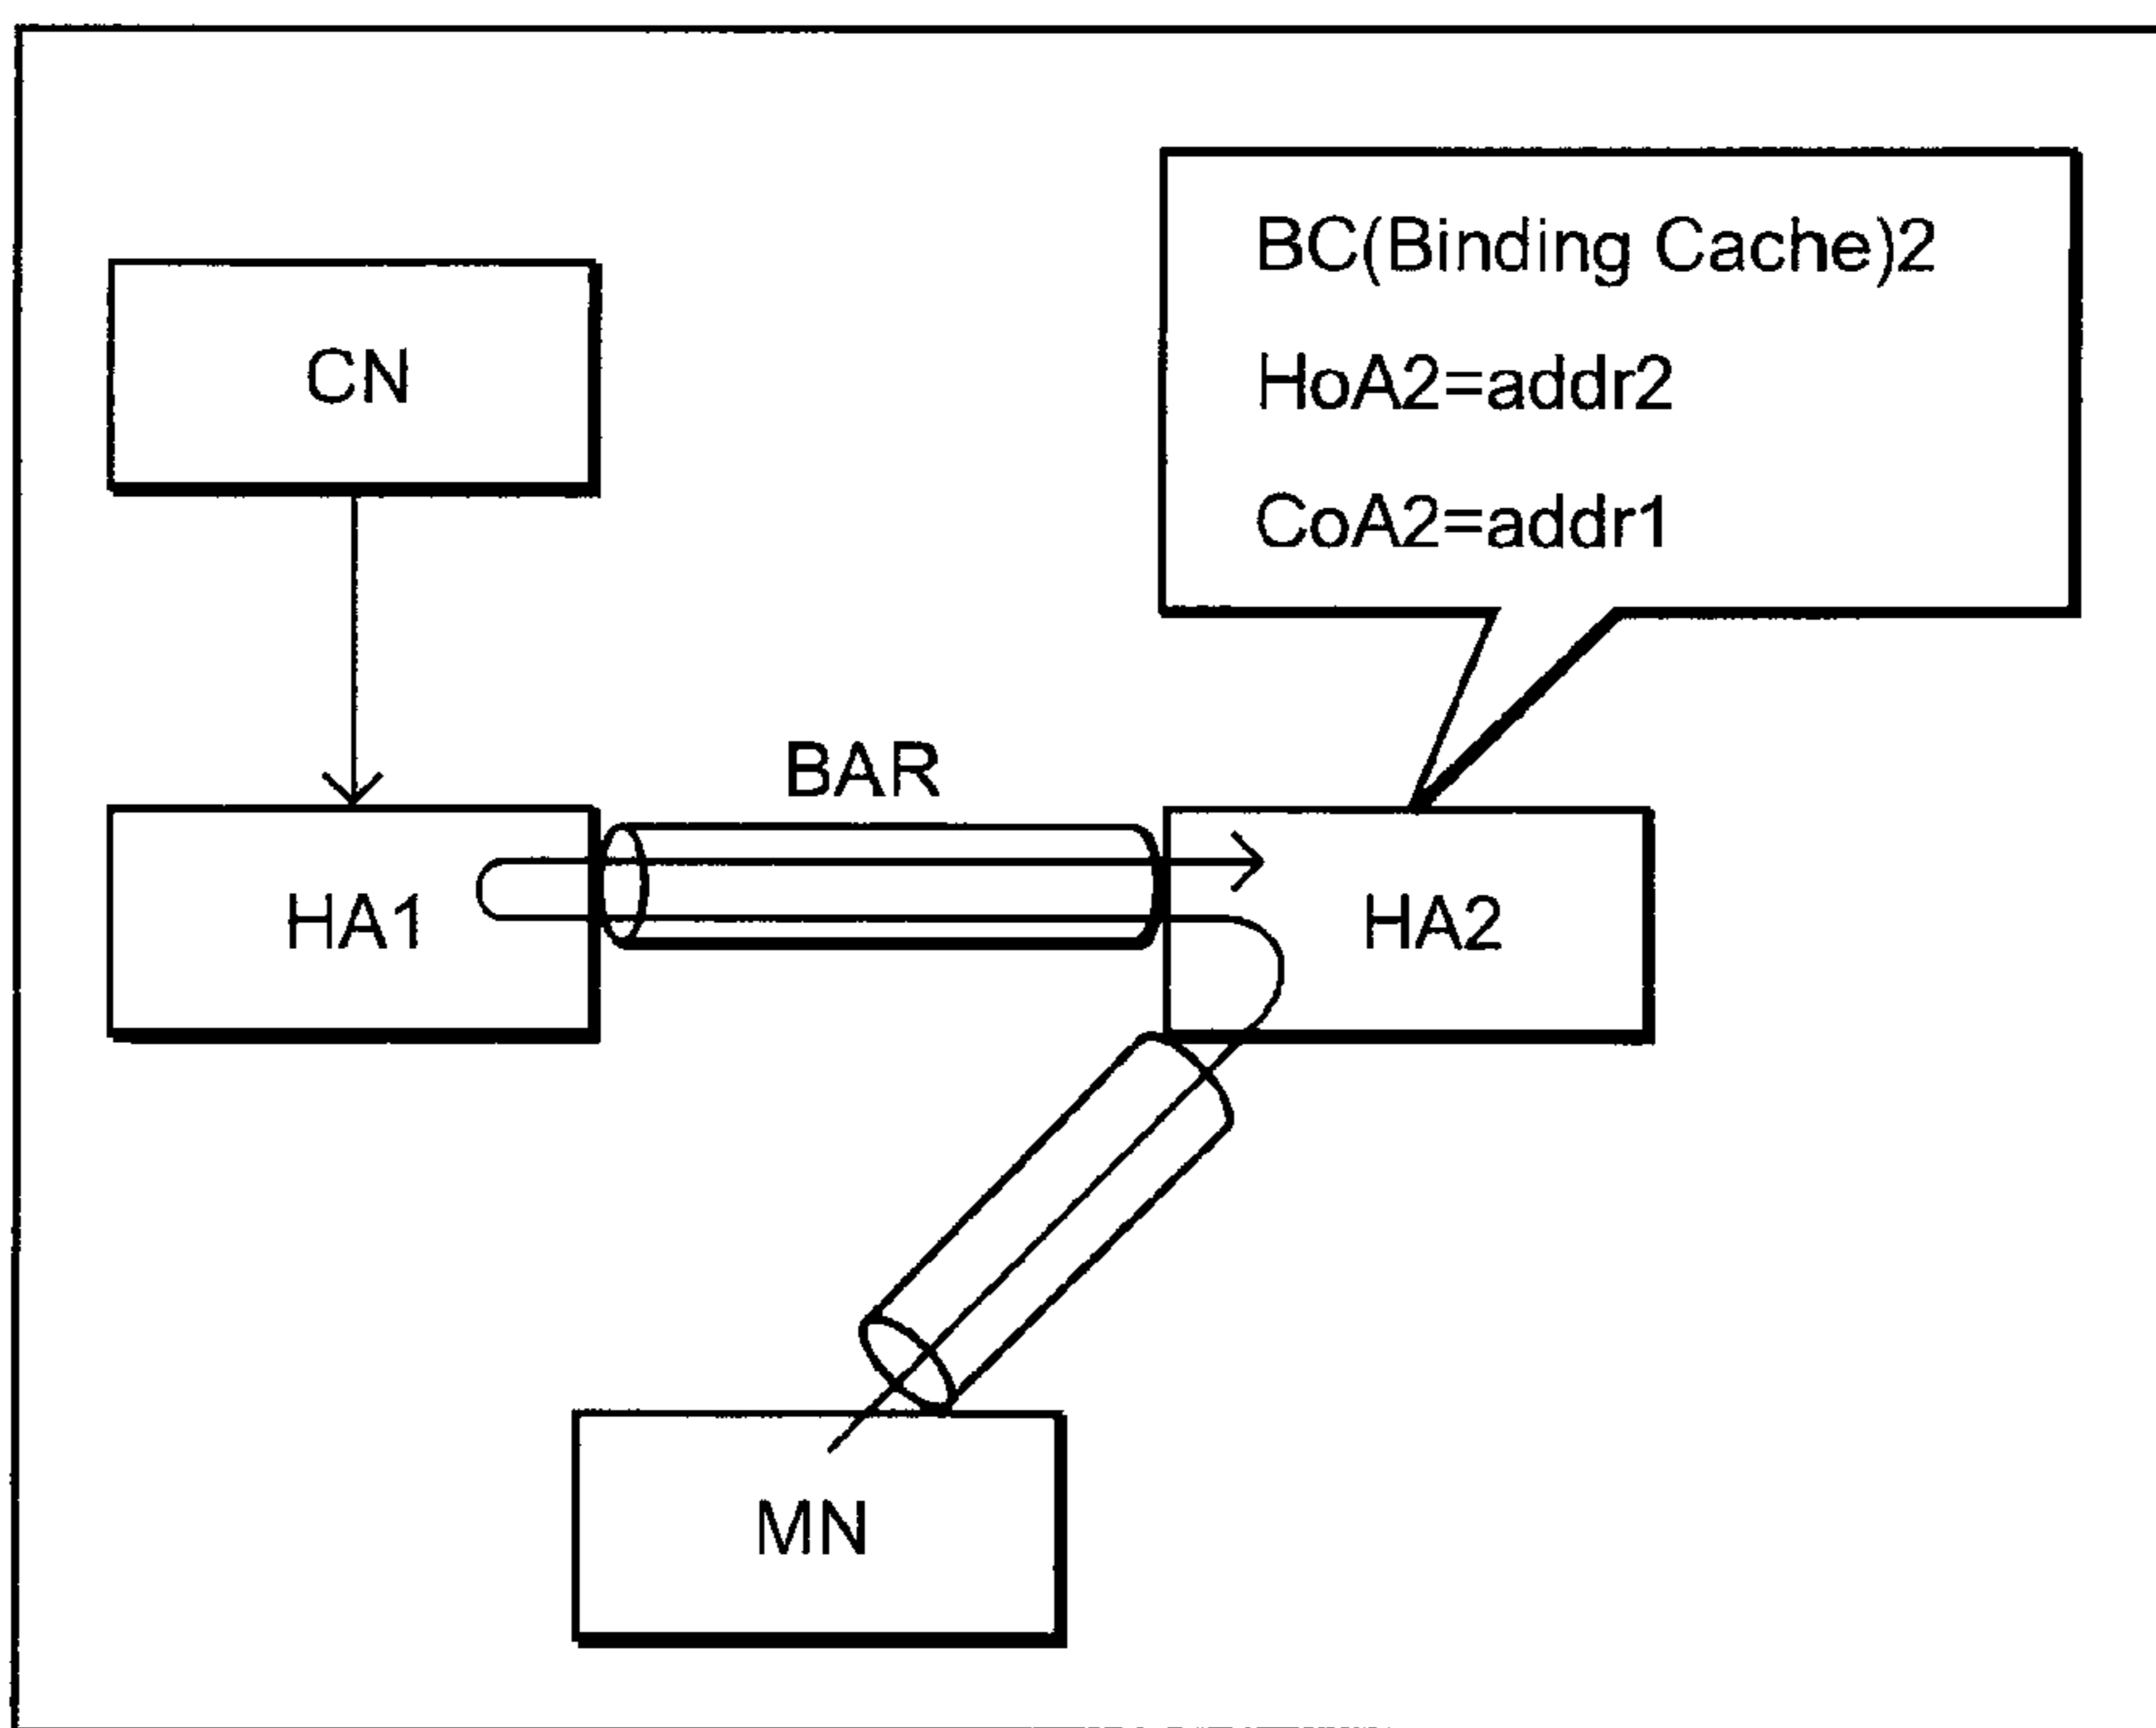 CN
BC(Binding Cache)2
HoA2=addr2
CoA2=addr1
BAR
HA1
HA2
MN